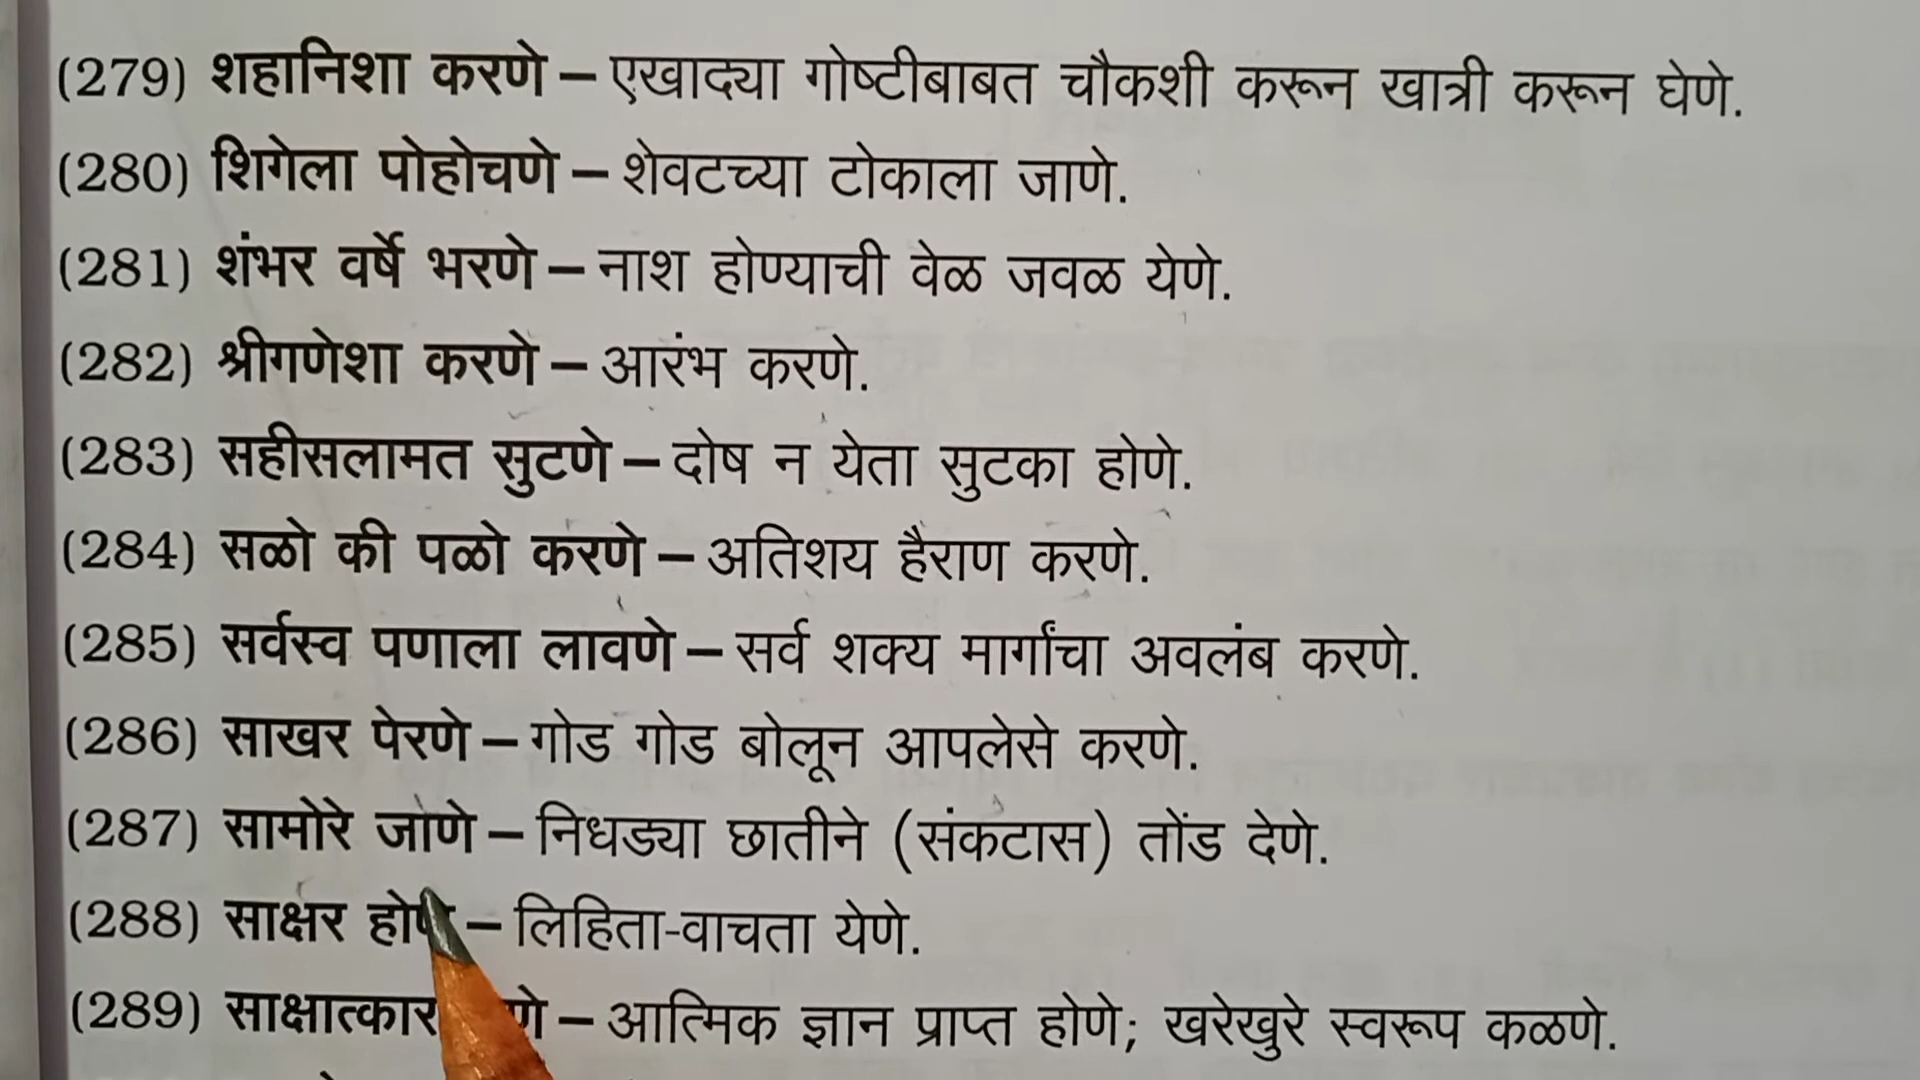 (279) शहानिशा करणे – एखाद्या गोष्टीबाबत चौकशी करून खात्री करून घेणे.
(280) शिगेला पोहोचणे – शेवटच्या टोकाला जाणे.
(281) शंभर वर्षे भरणे – नाश होण्याची वेळ जवळ येणे.
(282) श्रीगणेशा करणे – आरंभ करणे.
(283) सहीसलामत सुटणे – दोष न येता सुटका होणे.
(284) सळो की पळो करणे – अतिशय हैराण करणे.
(285) सर्वस्व पणाला लावणे – सर्व शक्य मार्गांचा अवलंब करणे.
(286) साखर पेरणे – गोड गोड बोलून आपलेसे करणे.
(287) सामोरे जाणे – निधड्या छातीने (संकटास) तोंड देणे.
(288) साक्षर – लिहिता-वाचता येणे.
(289) साक्षात्कार – आत्मिक ज्ञान प्राप्त होणे; खरेखुरे स्वरूप कळणे.